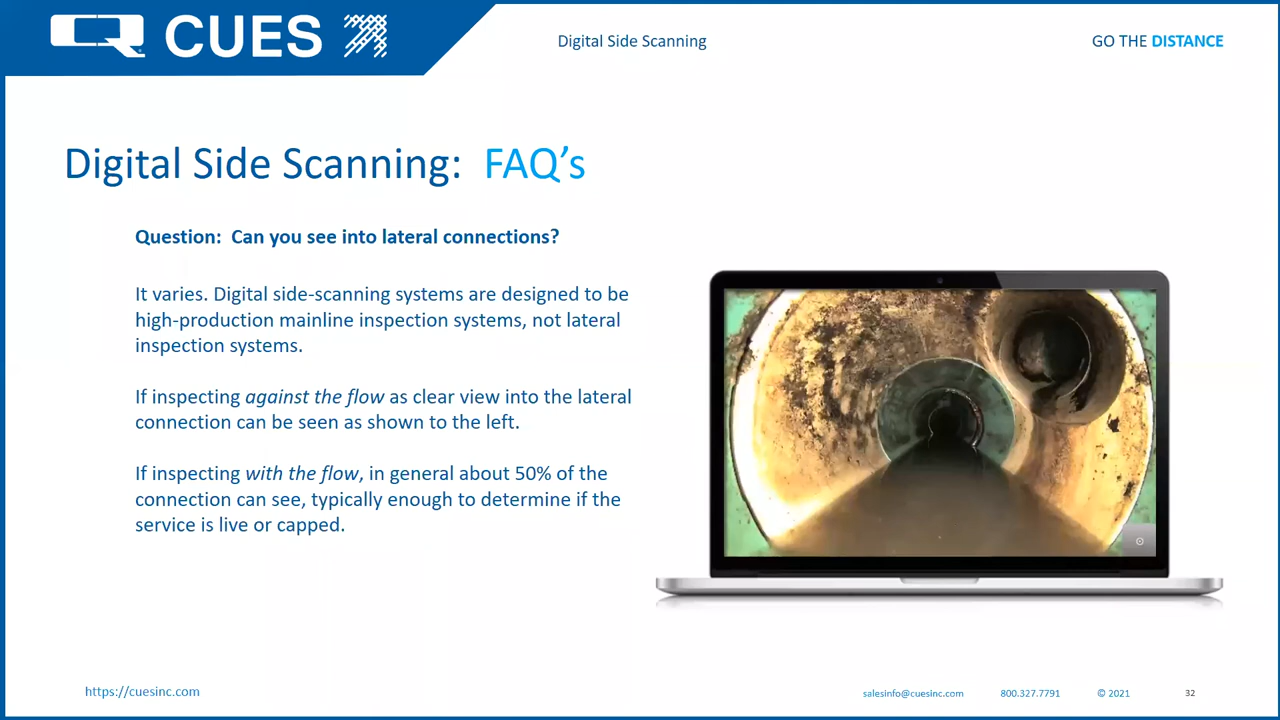 CUES
Digital Side Scanning
GO THE DISTANCE
Digital Side Scanning: FAQ's
Question: Can you see into lateral connections?
It varies. Digital side-scanning systems are designed to be
high-production mainline inspection systems, not lateral
inspection systems.
If inspecting against the flow as clear view into the lateral
connection can be seen as shown to the left.
If inspecting with the flow, in general about 50% of the
connection can see, typically enough to determine if the
service is live or capped.
https://cuesinc.com
salesinfo@cuesinc.com
800.327.7791
© 2021
32